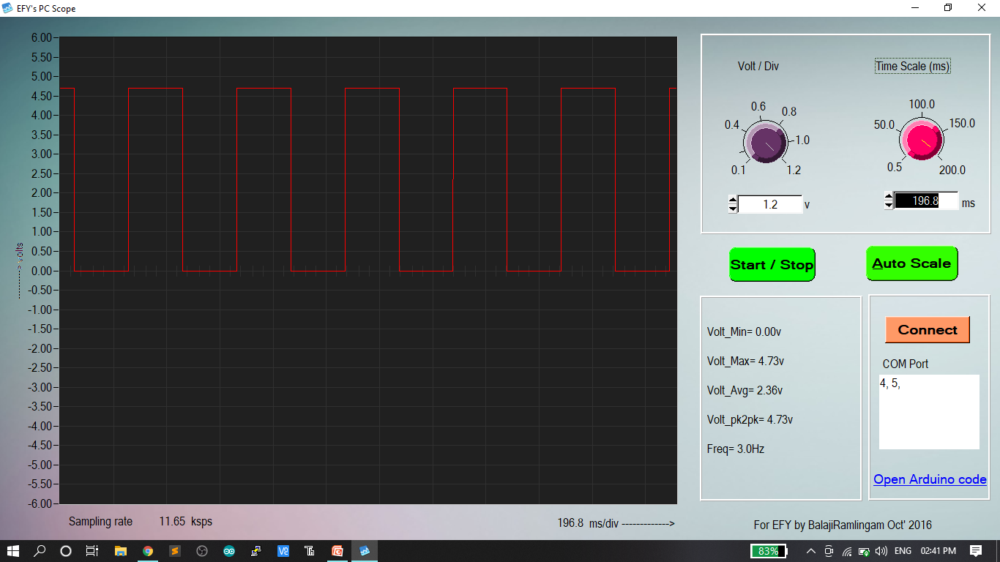 EFY's PC Scope
6.00
5.50
5.00
4.50
4.00
3.50
3.00
2.50
2.00
1.50
1.00
0.50
0.00
-0.50
-1.00
-1.50
-2.00
-2.50
-3.00
-3.50
-4.00
-4.50
-5.00
-5.50
-6.00
----------> volts
Sampling rate 11.65 ksps
196.8 ms/div ------------->
Volt / Div
0.1
0.4
0.6
0.8
1.0
1.2
1.2 v
Time Scale (ms)
0.5
50.0
100.0
150.0
200.0
196.8 ms
Start / Stop
Auto Scale
Volt_Min= 0.00v
Volt_Max= 4.73v
Volt_Avg= 2.36v
Volt_pk2pk= 4.73v
Freq= 3.0Hz
Connect
COM Port
4, 5,
Open Arduino code
For EFY by BalajiRamlingam Oct' 2016
83%
ENG
02:41 PM